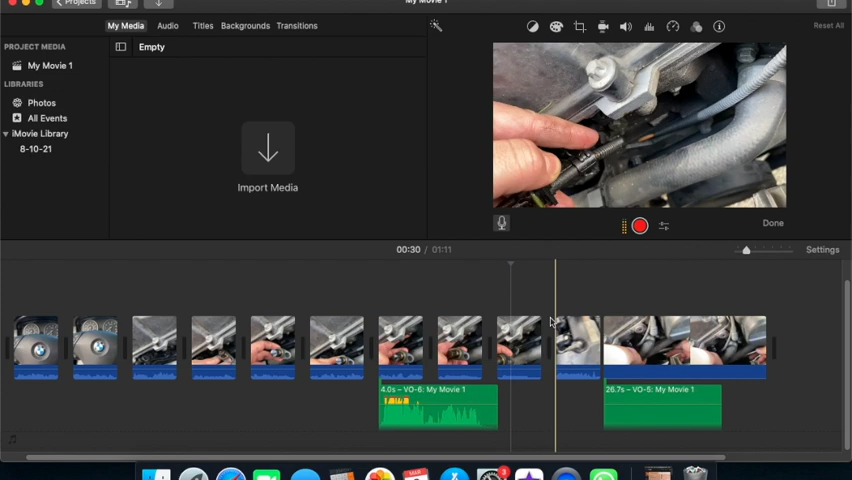 Projects
My Movie 1
My Media Audio Titles Backgrounds Transitions
Reset All
PROJECT MEDIA
My Movie 1
LIBRARIES
Photos
All Events
iMovie Library
8-10-21
Empty
Import Media
Done
00:30 / 01:11
Settings
4.0s – VO-6: My Movie 1
26.7s – VO-5: My Movie 1
3